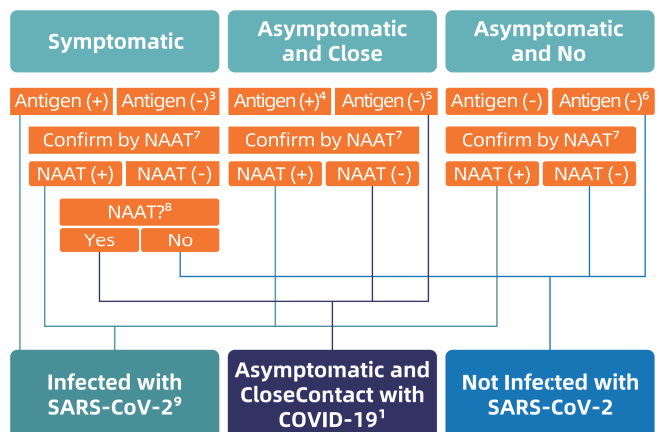 Symptomatic
Asymptomatic
and Close
Asymptomatic
and No
Antigen (+)
Antigen (-)³
Antigen (+)⁴
Antigen (-)⁵
Antigen (-)
Antigen (-)⁶
Confirm by NAAT⁷
Confirm by NAAT⁷
Confirm by NAAT⁷
NAAT (+)
NAAT (-)
NAAT (+)
NAAT (-)
NAAT (+)
NAAT (-)
NAAT?⁸
Yes
No
Infected with
SARS-CoV-2⁹
Asymptomatic and
CloseContact with
COVID-19¹
Not Infected with
SARS-CoV-2